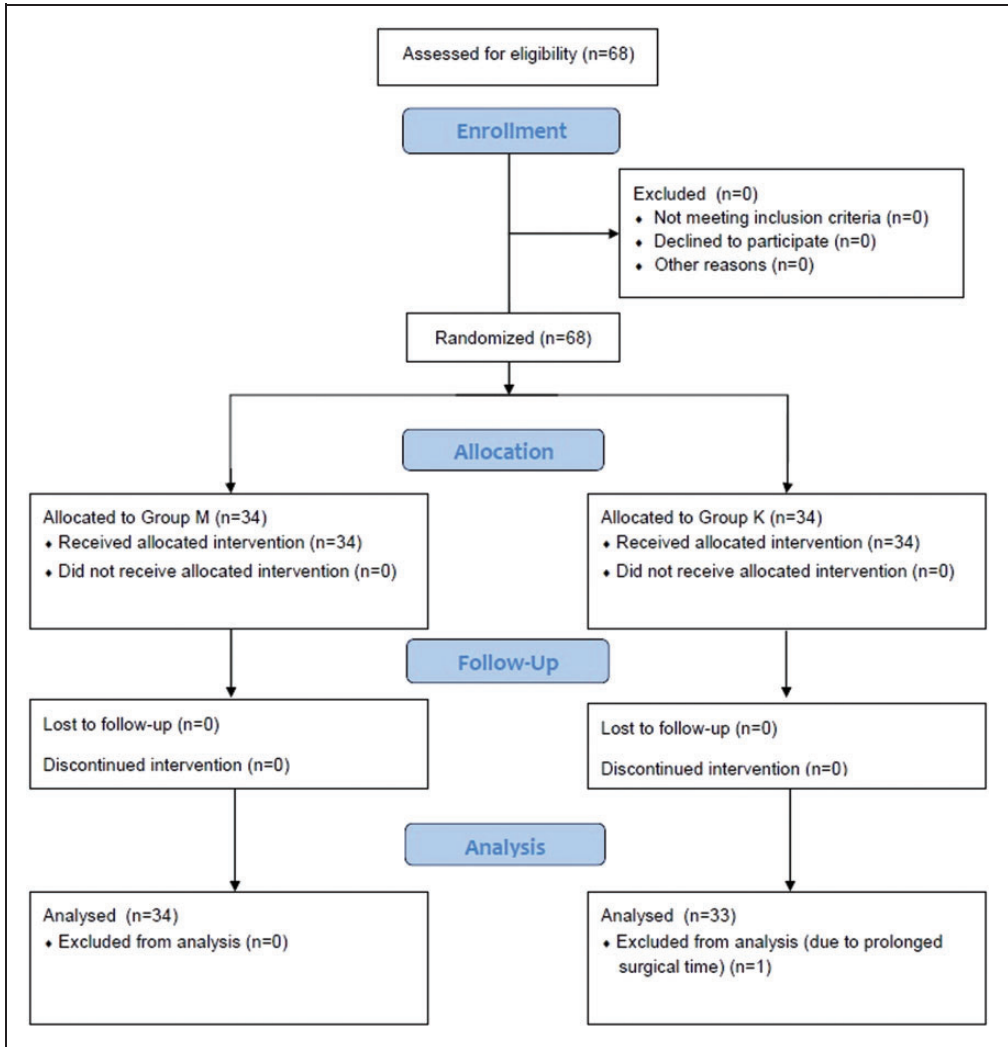 Assessed for eligibility (n=68)
Enrollment
Excluded (n=0)
♦ Not meeting inclusion criteria (n=0)
♦ Declined to participate (n=0)
♦ Other reasons (n=0)
Randomized (n=68)
Allocation
Allocated to Group M (n=34)
♦ Received allocated intervention (n=34)
♦ Did not receive allocated intervention (n=0)
Allocated to Group K (n=34)
♦ Received allocated intervention (n=34)
♦ Did not receive allocated intervention (n=0)
Follow-Up
Lost to follow-up (n=0)
Discontinued intervention (n=0)
Lost to follow-up (n=0)
Discontinued intervention (n=0)
Analysis
Analysed (n=34)
♦ Excluded from analysis (n=0)
Analysed (n=33)
♦ Excluded from analysis (due to prolonged
surgical time) (n=1)